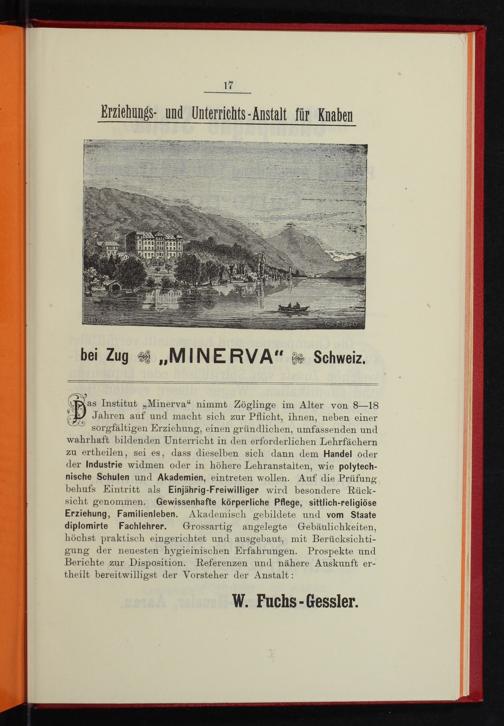 17
Erziehungs- und Unterrichts-Anstalt für Knaben
bei Zug „MINERVA“ Schweiz.
Das Institut „Minerva“ nimmt Zöglinge im Alter von 8—18
Jahren auf und macht sich zur Pflicht, ihnen, neben einer
sorgfältigen Erziehung, einen gründlichen, umfassenden und
wahrhaft bildenden Unterricht in den erforderlichen Lehrfächern
zu ertheilen, sei es, dass dieselben sich dann dem Handel oder
der Industrie widmen oder in höhere Lehranstalten, wie polytech-
nische Schulen und Akademien, eintreten wollen. Auf die Prüfung
behufs Eintritt als Einjährig-Freiwilliger wird besondere Rück-
sicht genommen. Gewissenhafte körperliche Pflege, sittlich-religiöse
Erziehung, Familienleben. Akademisch gebildete und vom Staate
diplomirte Fachlehrer. Grossartig angelegte Gebäulichkeiten,
höchst praktisch eingerichtet und ausgebaut, mit Berücksichti-
gung der neuesten hygieinischen Erfahrungen. Prospekte und
Berichte zur Disposition. Referenzen und nähere Auskunft er-
theilt bereitwilligst der Vorsteher der Anstalt:
W. Fuchs-Gessler.